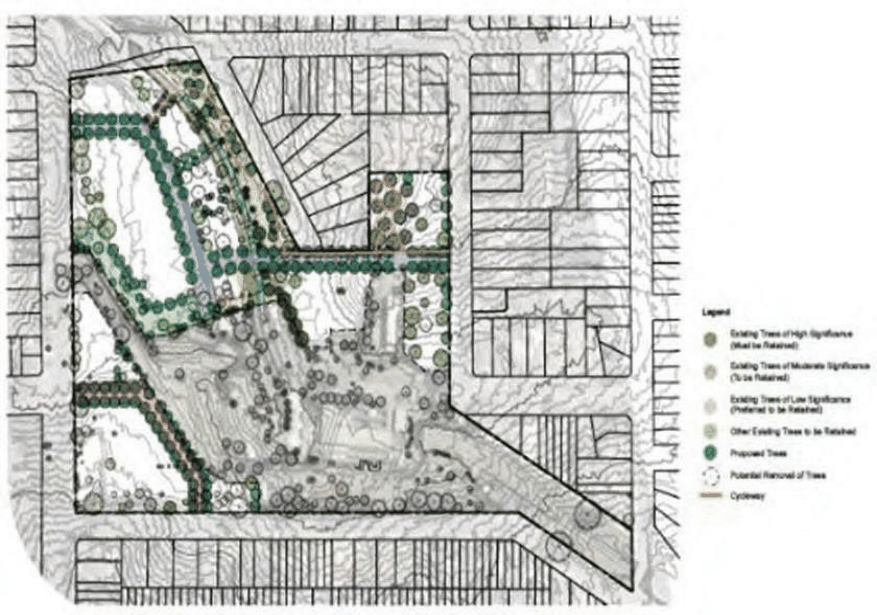 Legend
Existing Trees of High Significance
(Must be Retained)
Existing Trees of Moderate Significance
(To be Retained)
Existing Trees of Low Significance
(Preferred to be Retained)
Other Existing Trees to be Retained
Proposed Trees
Potential Removal of Trees
Cycleway